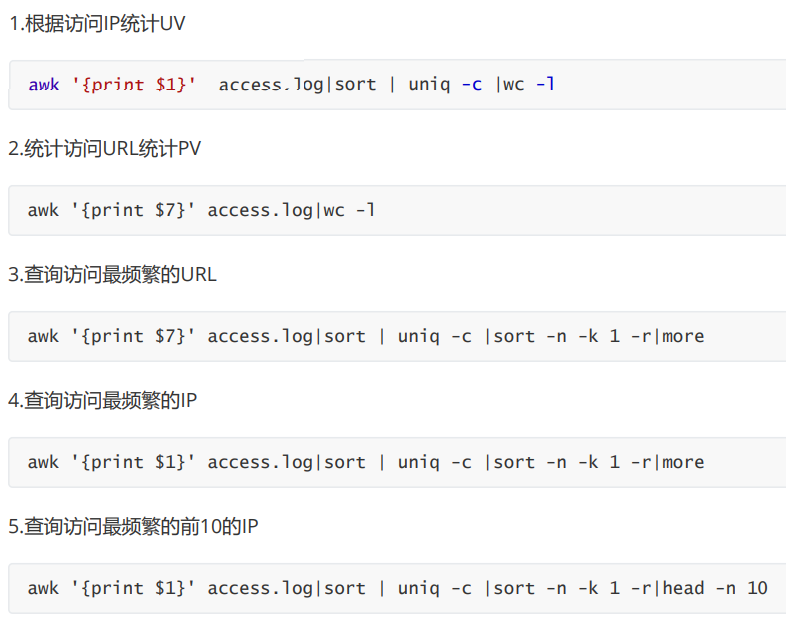 1.根据访问IP统计UV
awk '{print $1}'  access.log|sort | uniq -c |wc -l
2.统计访问URL统计PV
awk '{print $7}' access.log|wc -l
3.查询访问最频繁的URL
awk '{print $7}' access.log|sort | uniq -c |sort -n -k 1 -r|more
4.查询访问最频繁的IP
awk '{print $1}' access.log|sort | uniq -c |sort -n -k 1 -r|more
5.查询访问最频繁的前10的IP
awk '{print $1}' access.log|sort | uniq -c |sort -n -k 1 -r|head -n 10